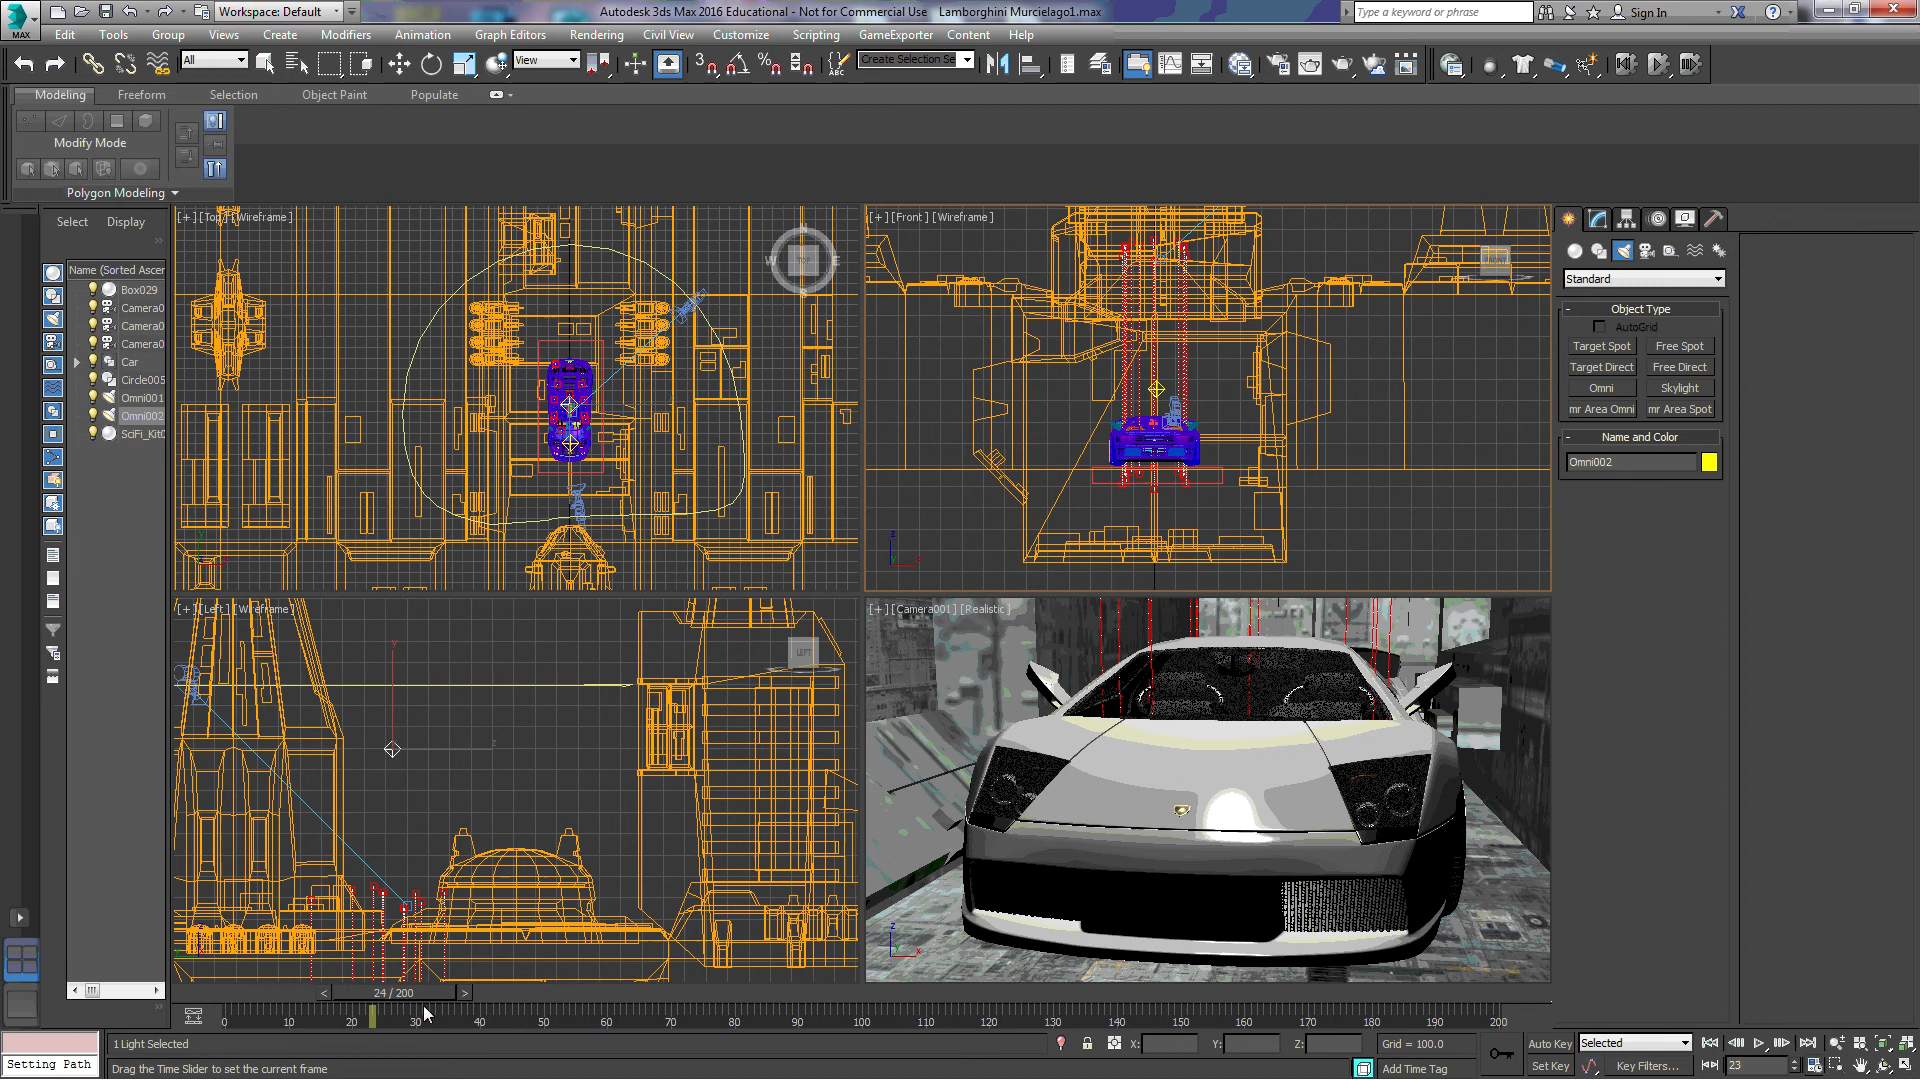 Workspace: Default
Autodesk 3ds Max 2016 Educational - Not for Commercial Use    Lamborghini Murcielago1.max
Type a keyword or phrase
Sign In
MAX
Edit Tools Group Views Create Modifiers Animation Graph Editors Rendering Civil View Customize Scripting GameExporter Content Help
All
View
3
ABC
Create Selection Se
Modeling Freeform Selection Object Paint Populate
Modify Mode
Polygon Modeling
Select Display
Name (Sorted Ascer
Box029
Camera0
Camera0
Camera0
Car
Circle005
Omni001
Omni002
SciFi_Kit0
[+] [Top] [Wireframe]
N
W TOP E
[+] [Front] [Wireframe]
[+] [Left] [Wireframe]
LEFT
[+] [Camera001] [Realistic]
Standard
- Object Type
AutoGrid
Target Spot Free Spot
Target Direct Free Direct
Omni Skylight
mr Area Omni mr Area Spot
- Name and Color
Omni002
< 24 / 200 >
0 10 20 30 40 50 60 70 80 90 100 110 120 130 140 150 160 170 180 190 200
1 Light Selected
X: Y: Z: Grid = 100.0
Auto Key Selected
Setting Path
Drag the Time Slider to set the current frame
Add Time Tag
Set Key Key Filters... 23